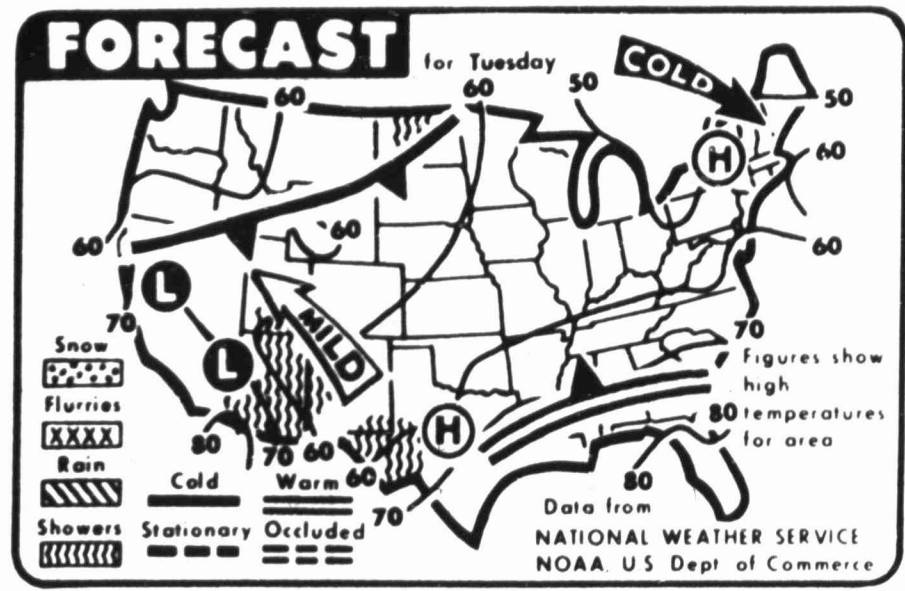 FORECAST
for Tuesday
COLD
60
60
50
50
H
60
60
60
60
L
MILD
70
70
L
Snow
Flurries
Rain
Showers
Figures show
high
80 temperatures
for area
H
80
70
60
60
80
70
Cold
Warm
Stationary
Occluded
XXXX
Data from
NATIONAL WEATHER SERVICE
NOAA. U S Dept of Commerce